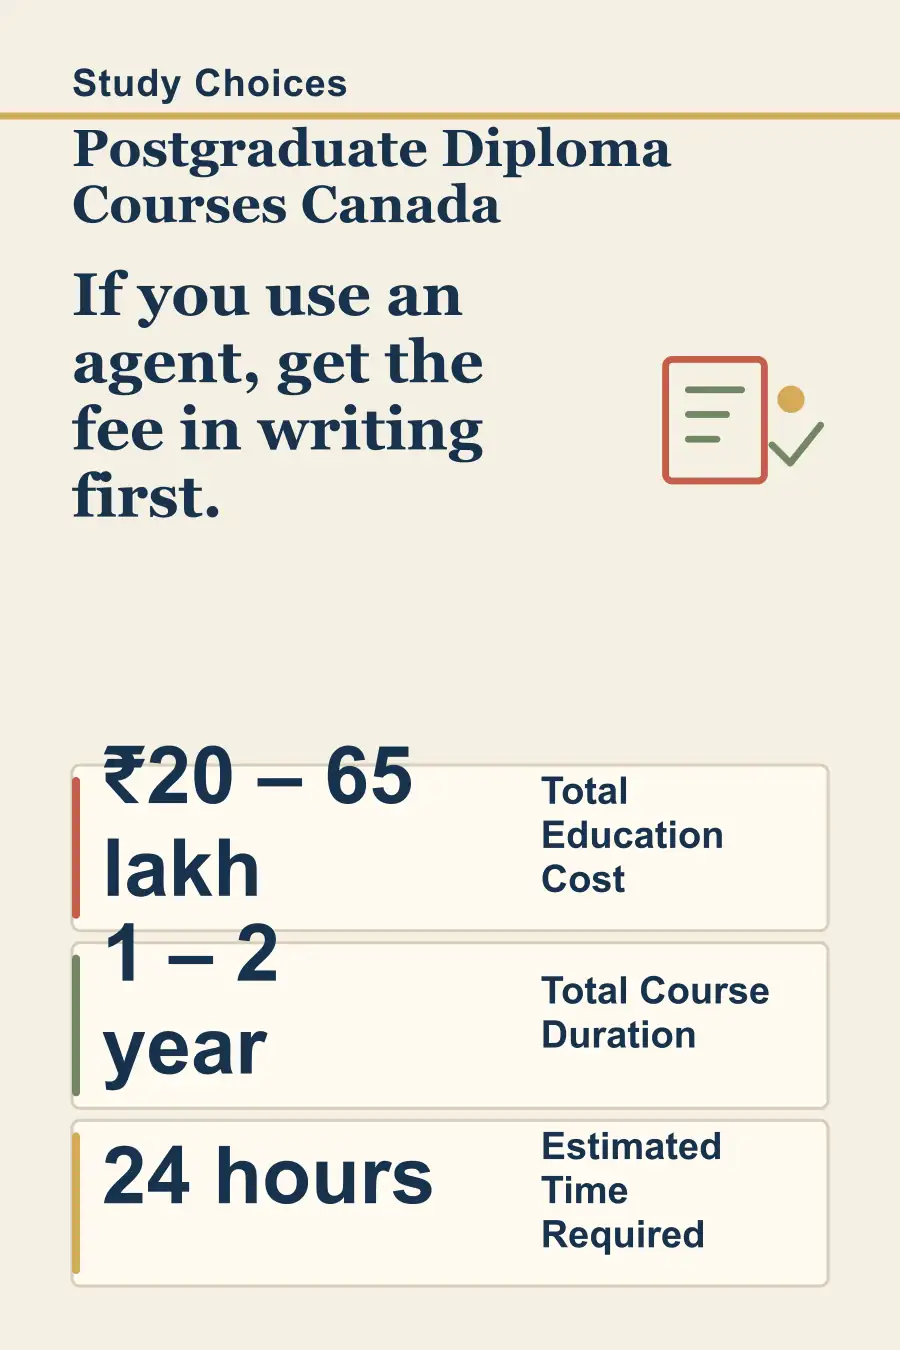 Study Choices
Postgraduate Diploma
Courses Canada
If you use an
agent, get the
fee in writing
first.
₹20 – 65
lakh
Total
Education
Cost
1 – 2
year
Total Course
Duration
24 hours
Estimated
Time
Required